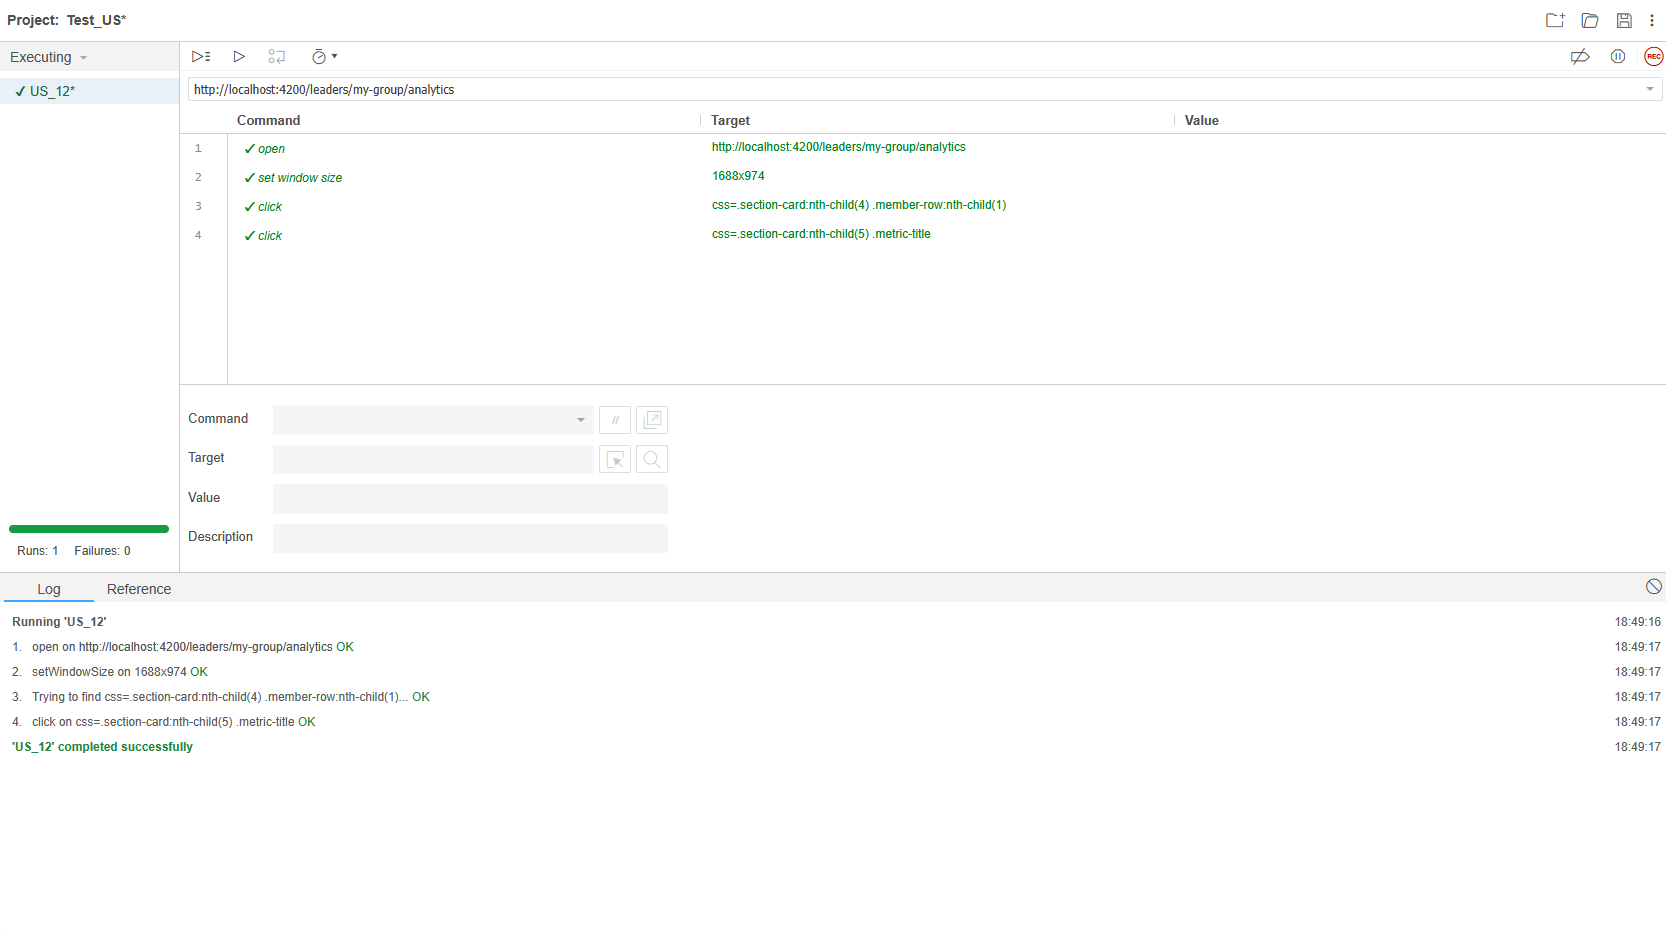 Project: Test_US*
Executing
REC
✓ US_12*
http://localhost:4200/leaders/my-group/analytics
Command Target Value
1 ✓ open http://localhost:4200/leaders/my-group/analytics
2 ✓ set window size 1688x974
3 ✓ click css=.section-card:nth-child(4) .member-row:nth-child(1)
4 ✓ click css=.section-card:nth-child(5) .metric-title
Command //
Target
Value
Description
Runs: 1 Failures: 0
Log Reference
Running 'US_12' 18:49:16
1. open on http://localhost:4200/leaders/my-group/analytics OK 18:49:17
2. setWindowSize on 1688x974 OK 18:49:17
3. Trying to find css=.section-card:nth-child(4) .member-row:nth-child(1)... OK 18:49:17
4. click on css=.section-card:nth-child(5) .metric-title OK 18:49:17
'US_12' completed successfully 18:49:17